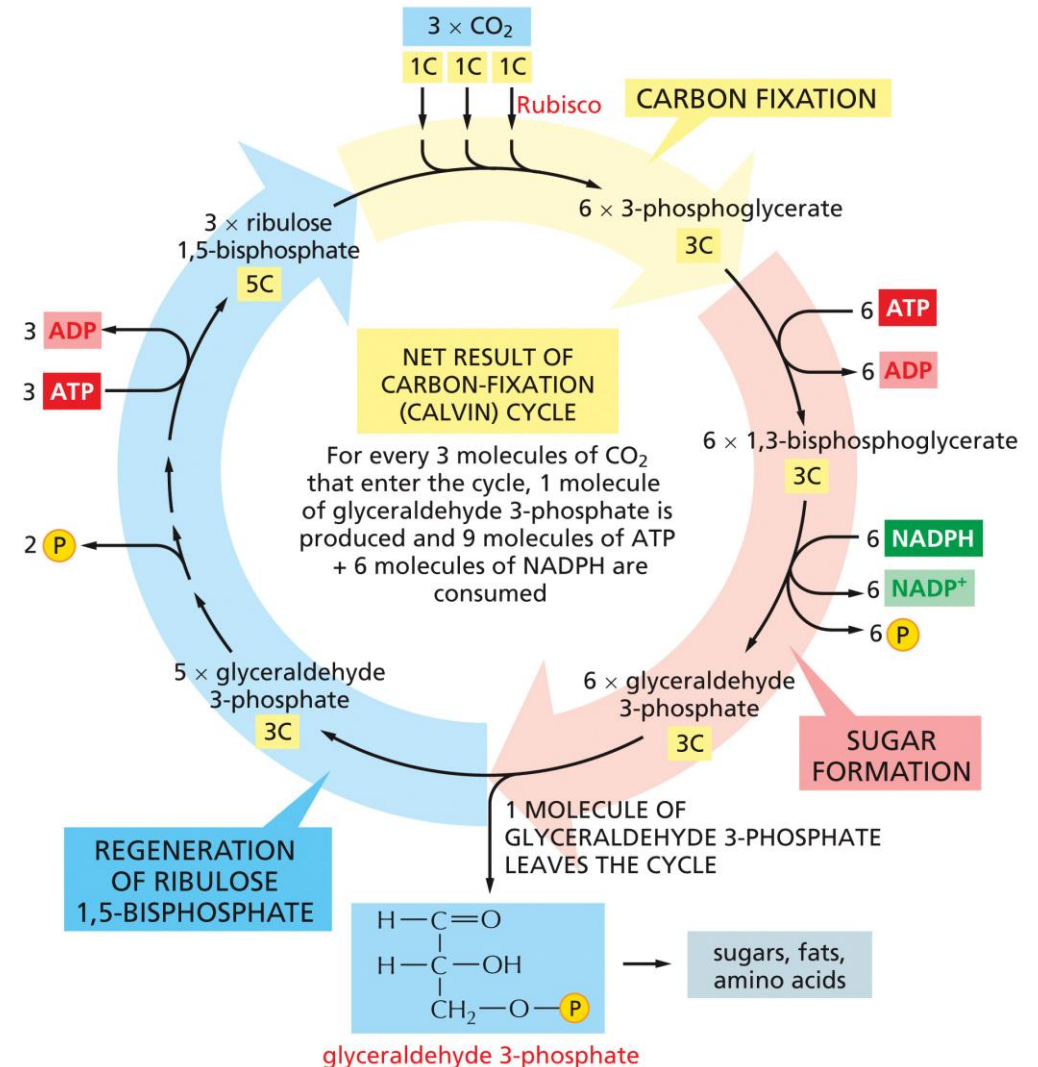 3 × CO₂
1C 1C 1C
Rubisco
CARBON FIXATION
3 × ribulose
1,5-bisphosphate
5C
6 × 3-phosphoglycerate
3C
6 ATP
6 ADP
6 × 1,3-bisphosphoglycerate
3C
6 NADPH
6 NADP⁺
6 P
6 × glyceraldehyde
3-phosphate
3C
SUGAR
FORMATION
NET RESULT OF
CARBON-FIXATION
(CALVIN) CYCLE
For every 3 molecules of CO₂
that enter the cycle, 1 molecule
of glyceraldehyde 3-phosphate is
produced and 9 molecules of ATP
+ 6 molecules of NADPH are
consumed
3 ADP
3 ATP
2 P
5 × glyceraldehyde
3-phosphate
3C
REGENERATION
OF RIBULOSE
1,5-BISPHOSPHATE
1 MOLECULE OF
GLYCERALDEHYDE 3-PHOSPHATE
LEAVES THE CYCLE
H—C=O
H—C—OH
CH₂—O—P
glyceraldehyde 3-phosphate
sugars, fats,
amino acids